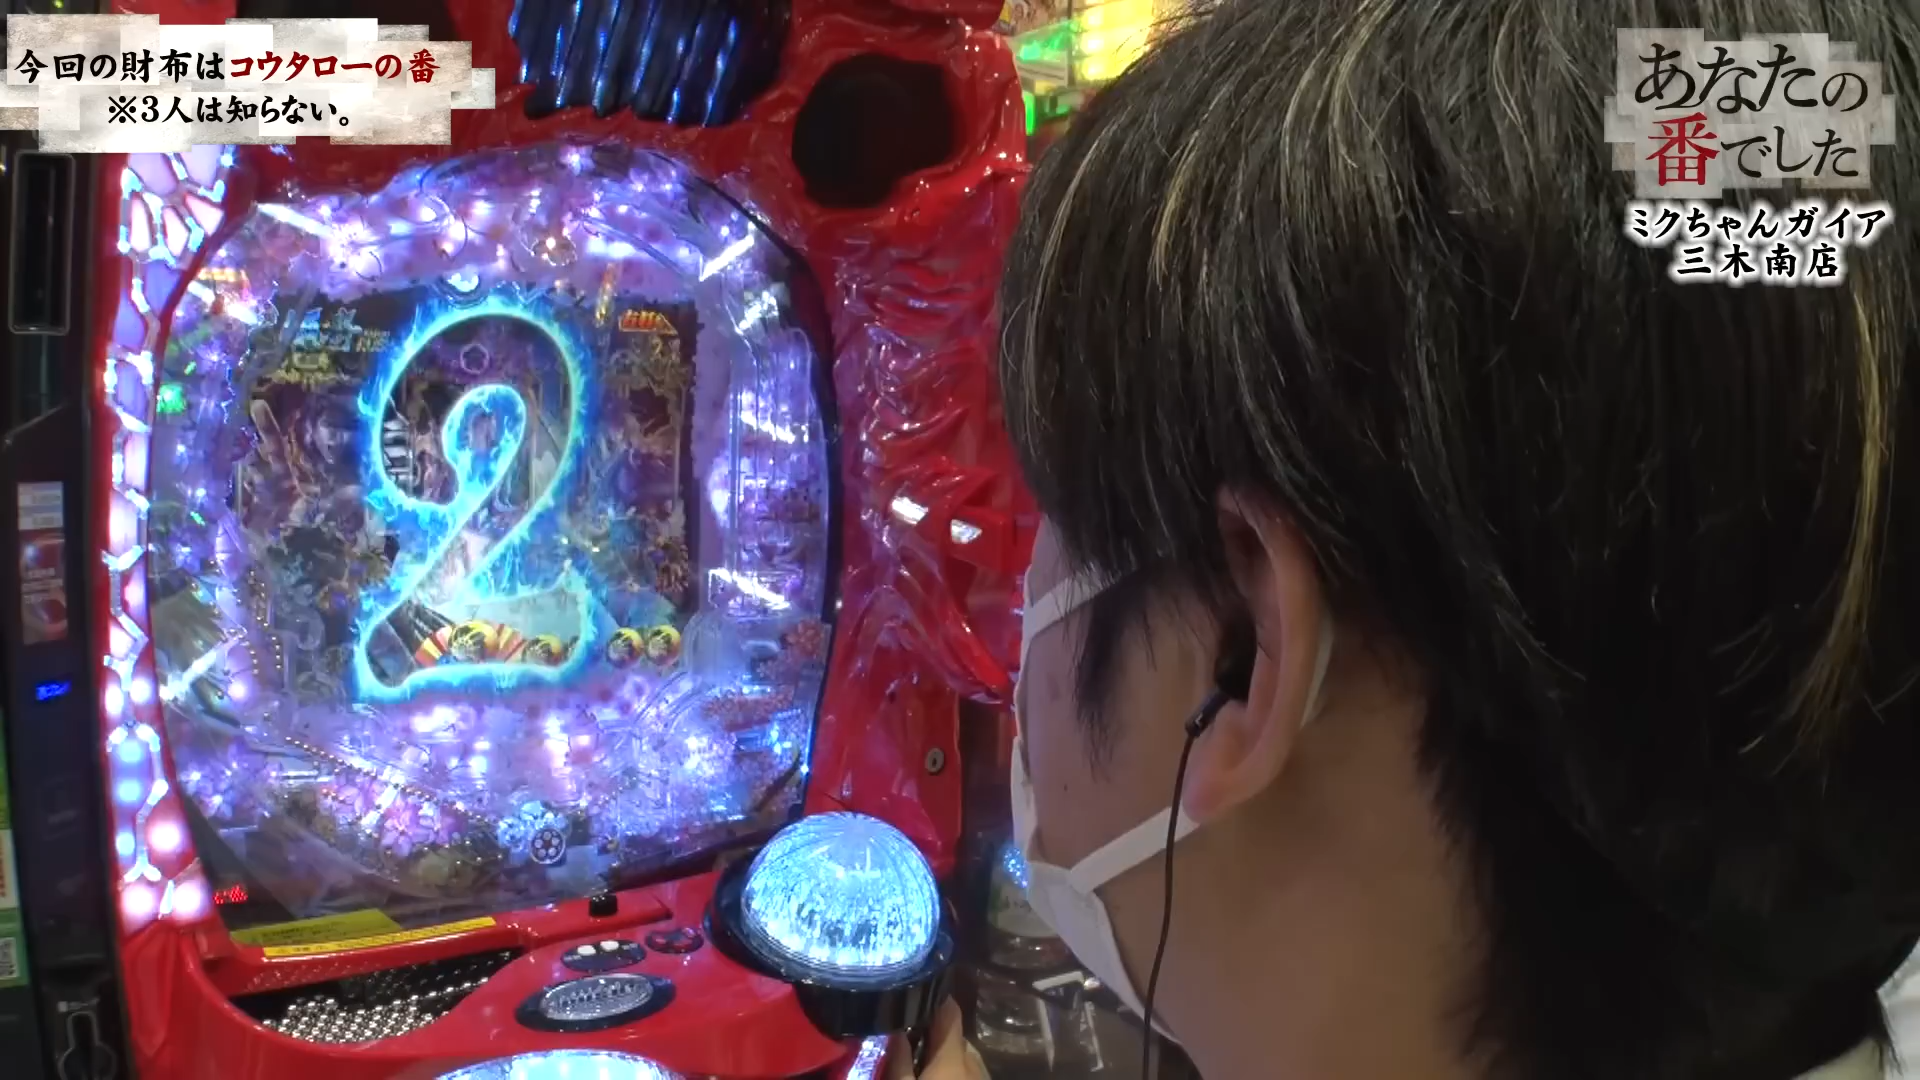 今回の財布はコウタローの番
※3人は知らない。
あなたの
番でした
ミクちゃんガイア
三木南店
2